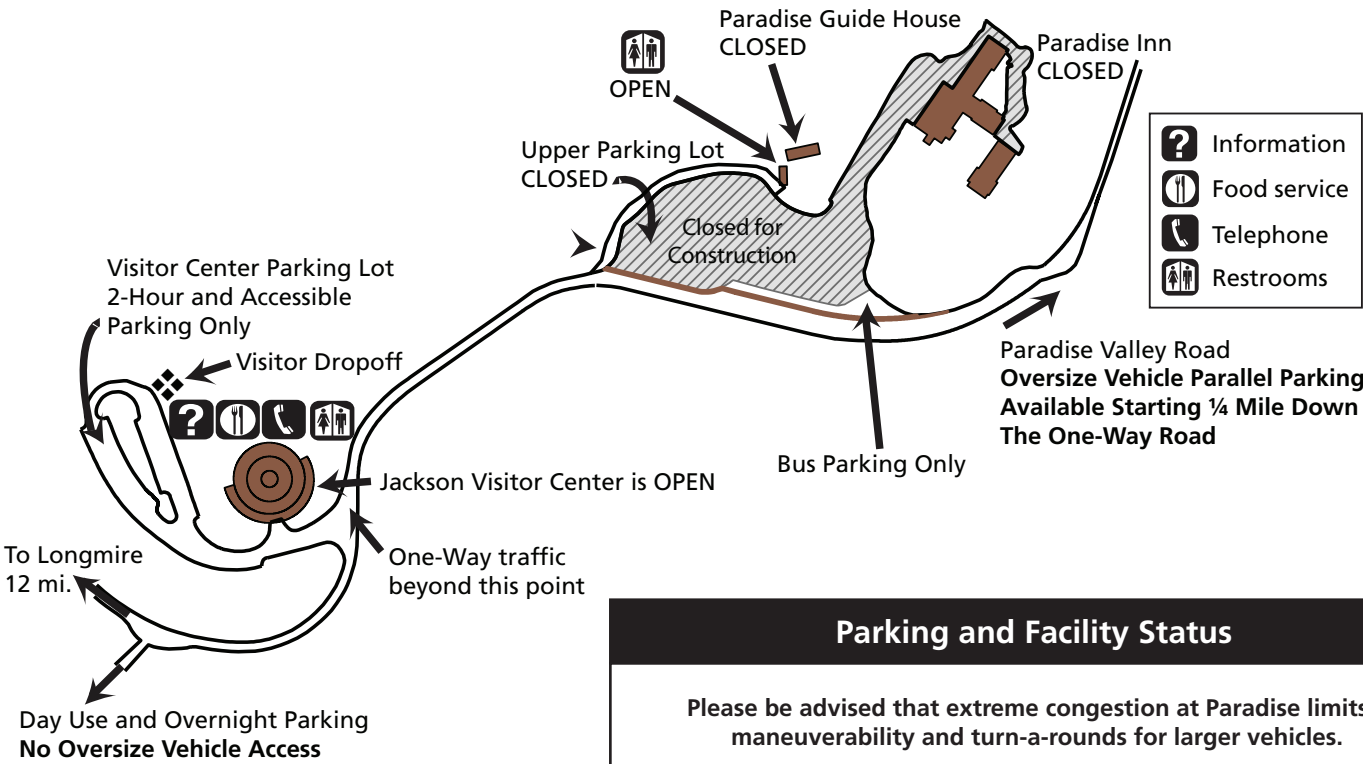 Paradise Guide House
CLOSED
Paradise Inn
CLOSED
OPEN
Upper Parking Lot
CLOSED
Closed for
Construction
? Information
Food service
Telephone
Restrooms
Visitor Center Parking Lot
2-Hour and Accessible
Parking Only
Visitor Dropoff
?
Paradise Valley Road
Oversize Vehicle Parallel Parking
Available Starting ¼ Mile Down
The One-Way Road
Bus Parking Only
Jackson Visitor Center is OPEN
One-Way traffic
beyond this point
To Longmire
12 mi.
Day Use and Overnight Parking
No Oversize Vehicle Access
Parking and Facility Status
Please be advised that extreme congestion at Paradise limits
maneuverability and turn-a-rounds for larger vehicles.